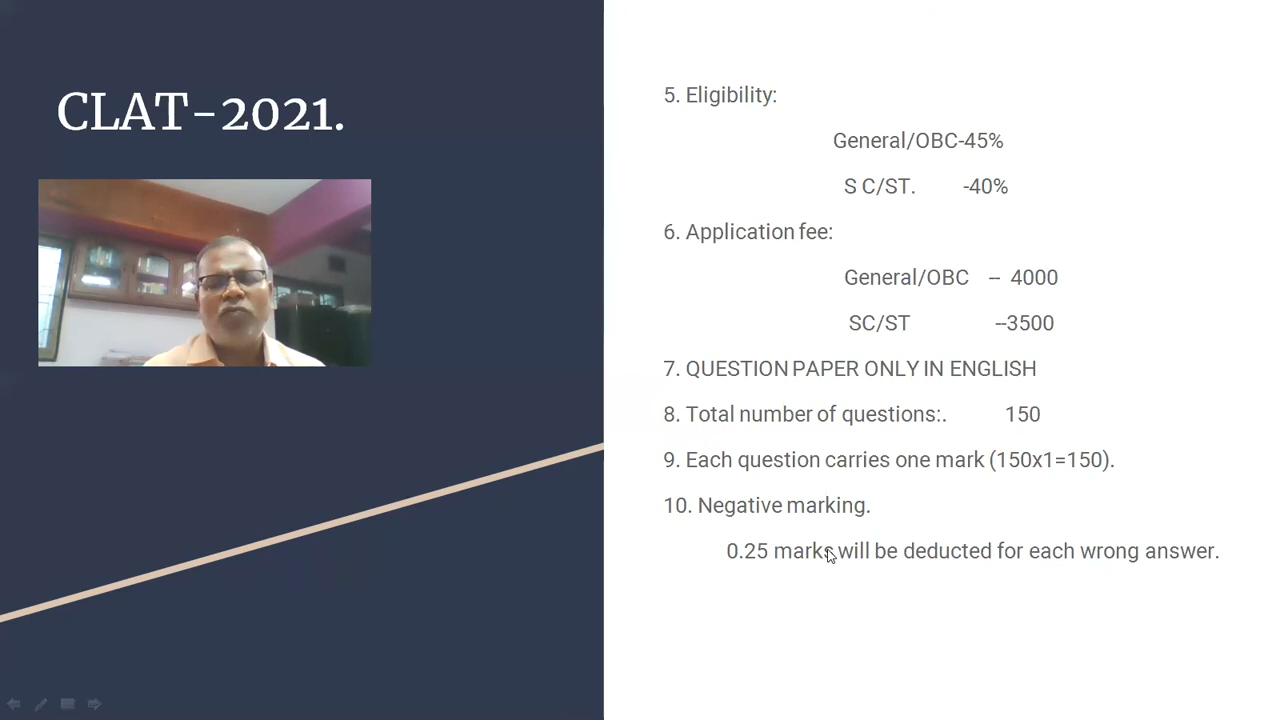 CLAT-2021.
5. Eligibility:
General/OBC-45%
S C/ST. -40%
6. Application fee:
General/OBC -- 4000
SC/ST --3500
7. QUESTION PAPER ONLY IN ENGLISH
8. Total number of questions:. 150
9. Each question carries one mark (150x1=150).
10. Negative marking.
0.25 marks will be deducted for each wrong answer.